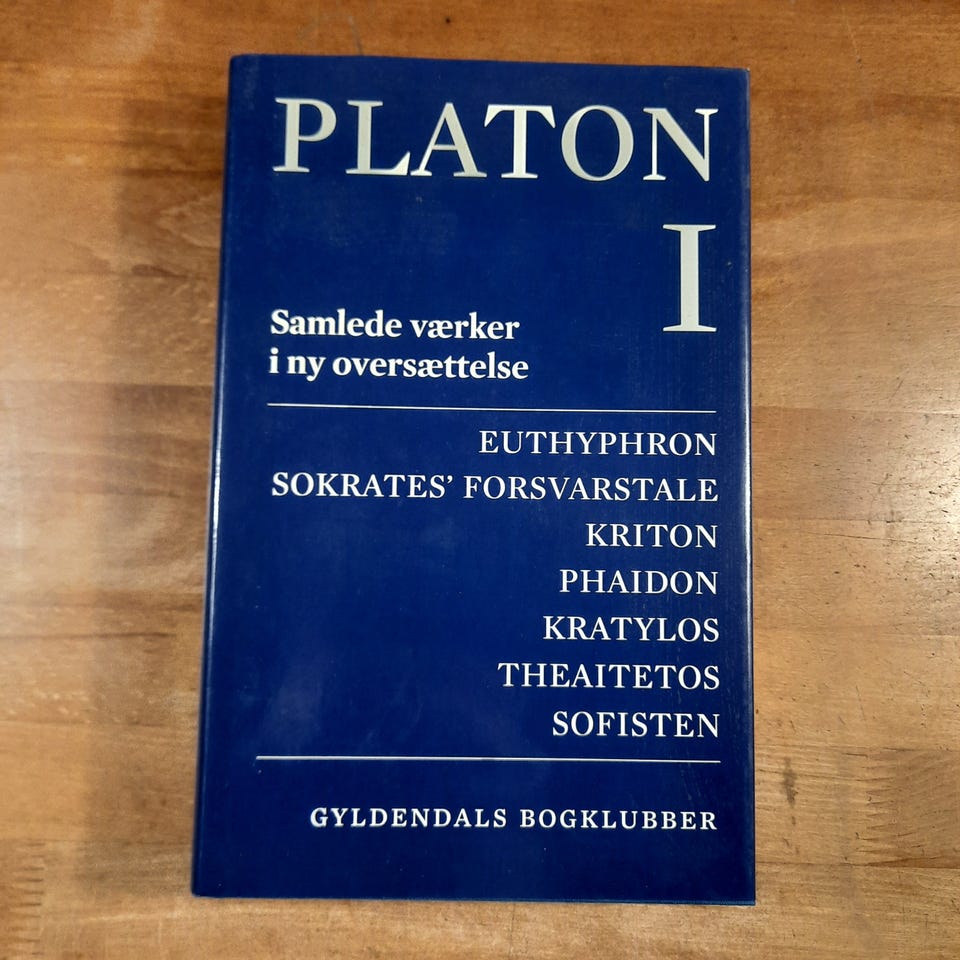 PLATON
I
Samlede værker
i ny oversættelse
EUTHYPHRON
SOKRATES’ FORSVARSTALE
KRITON
PHAIDON
KRATYLOS
THEAITETOS
SOFISTEN
GYLDENDALS BOGKLUBBER